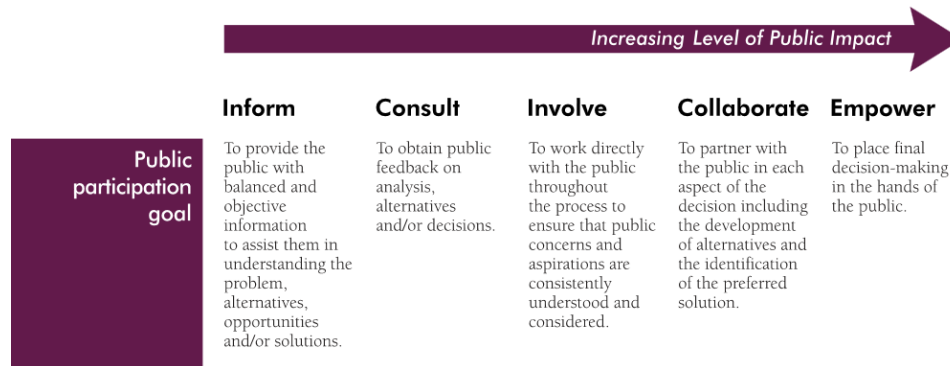 Increasing Level of Public Impact
Inform
Consult
Involve
Collaborate
Empower
Public
participation
goal
To provide the
public with
balanced and
objective
information
to assist them in
understanding the
problem,
alternatives,
opportunities
and/or solutions.
To obtain public
feedback on
analysis,
alternatives
and/or decisions.
To work directly
with the public
throughout
the process to
ensure that public
concerns and
aspirations are
consistently
understood and
considered.
To partner with
the public in each
aspect of the
decision including
the development
of alternatives and
the identification
of the preferred
solution.
To place final
decision-making
in the hands of
the public.